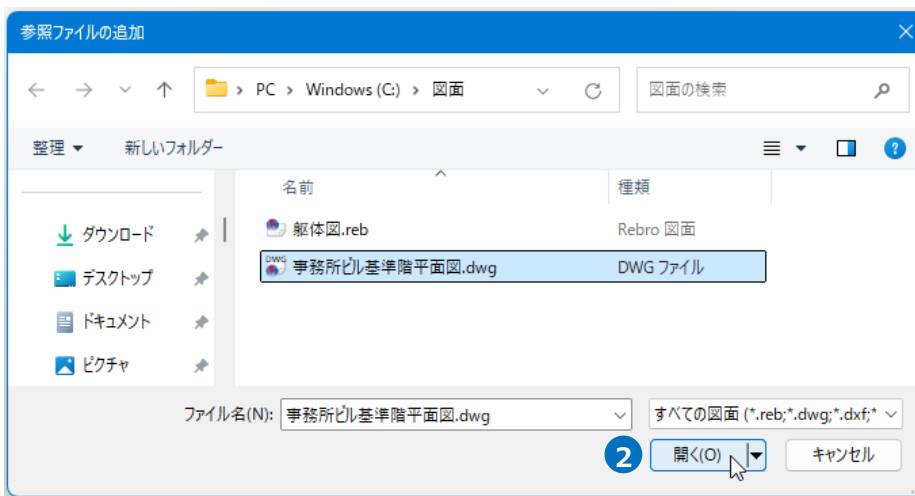 参照ファイルの追加
PC › Windows (C:) › 図面
図面の検索
整理 新しいフォルダー
名前 種類
ダウンロード
デスクトップ
ドキュメント
ピクチャ
躯体図.reb Rebro 図面
DWG 事務所ビル基準階平面図.dwg DWG ファイル
ファイル名(N): 事務所ビル基準階平面図.dwg すべての図面 (*.reb;*.dwg;*.dxf;*
2 開く(O) キャンセル